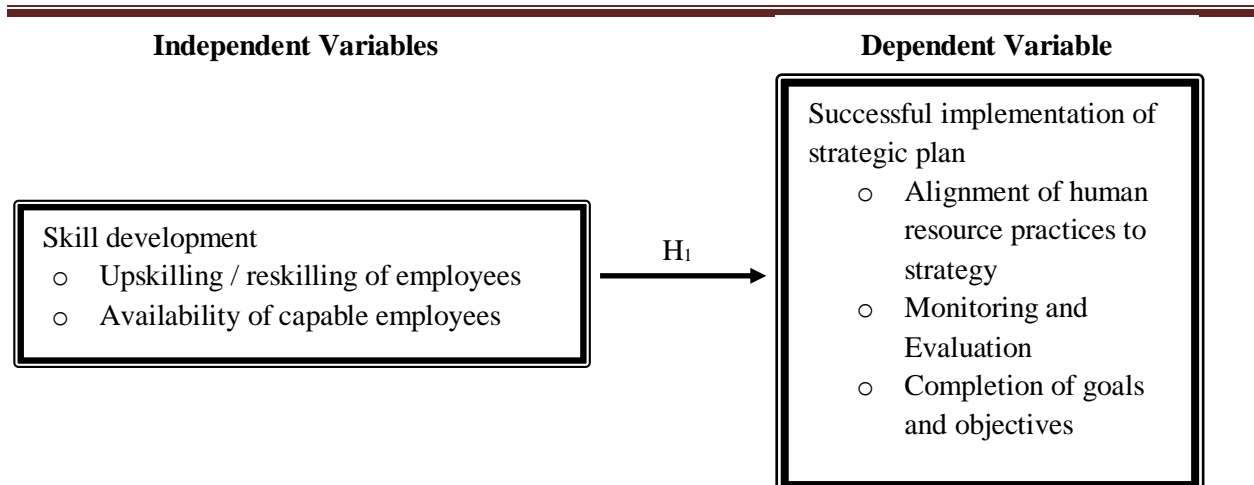 Independent Variables
Dependent Variable
Skill development
o Upskilling / reskilling of employees
o Availability of capable employees
H₁
Successful implementation of
strategic plan
o Alignment of human
resource practices to
strategy
o Monitoring and
Evaluation
o Completion of goals
and objectives